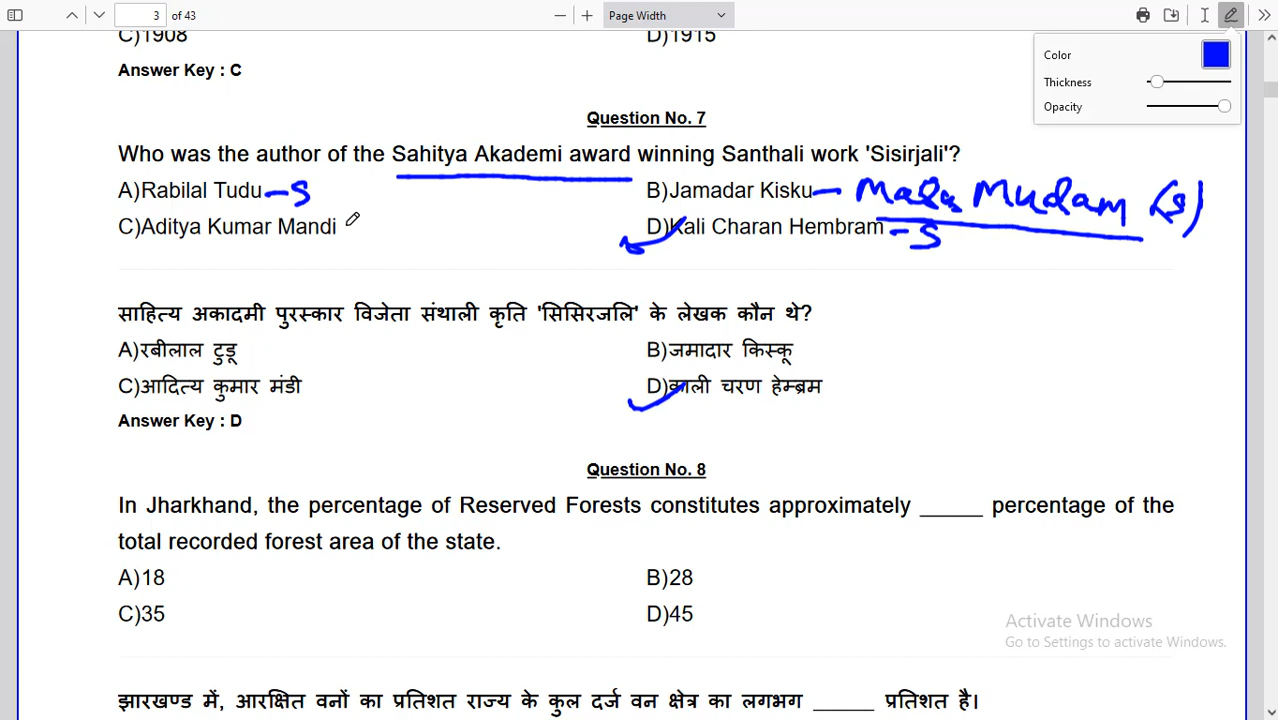 3 of 43
Page Width
Color
Thickness
Opacity
C)1908 D)1915
Answer Key : C
Question No. 7
Who was the author of the Sahitya Akademi award winning Santhali work 'Sisirjali'?
A)Rabilal Tudu -S B)Jamadar Kisku - Mala Mudam (S)
C)Aditya Kumar Mandi D)Kali Charan Hembram - S
साहित्य अकादमी पुरस्कार विजेता संथाली कृति 'सिसिरजलि' के लेखक कौन थे?
A)रबीलाल टुडू B)जमादार किस्कू
C)आदित्य कुमार मंडी D)काली चरण हेम्ब्रम
Answer Key : D
Question No. 8
In Jharkhand, the percentage of Reserved Forests constitutes approximately _____ percentage of the
total recorded forest area of the state.
A)18 B)28
C)35 D)45
Activate Windows
Go to Settings to activate Windows.
झारखण्ड में, आरक्षित वनों का प्रतिशत राज्य के कुल दर्ज वन क्षेत्र का लगभग _____ प्रतिशत है।